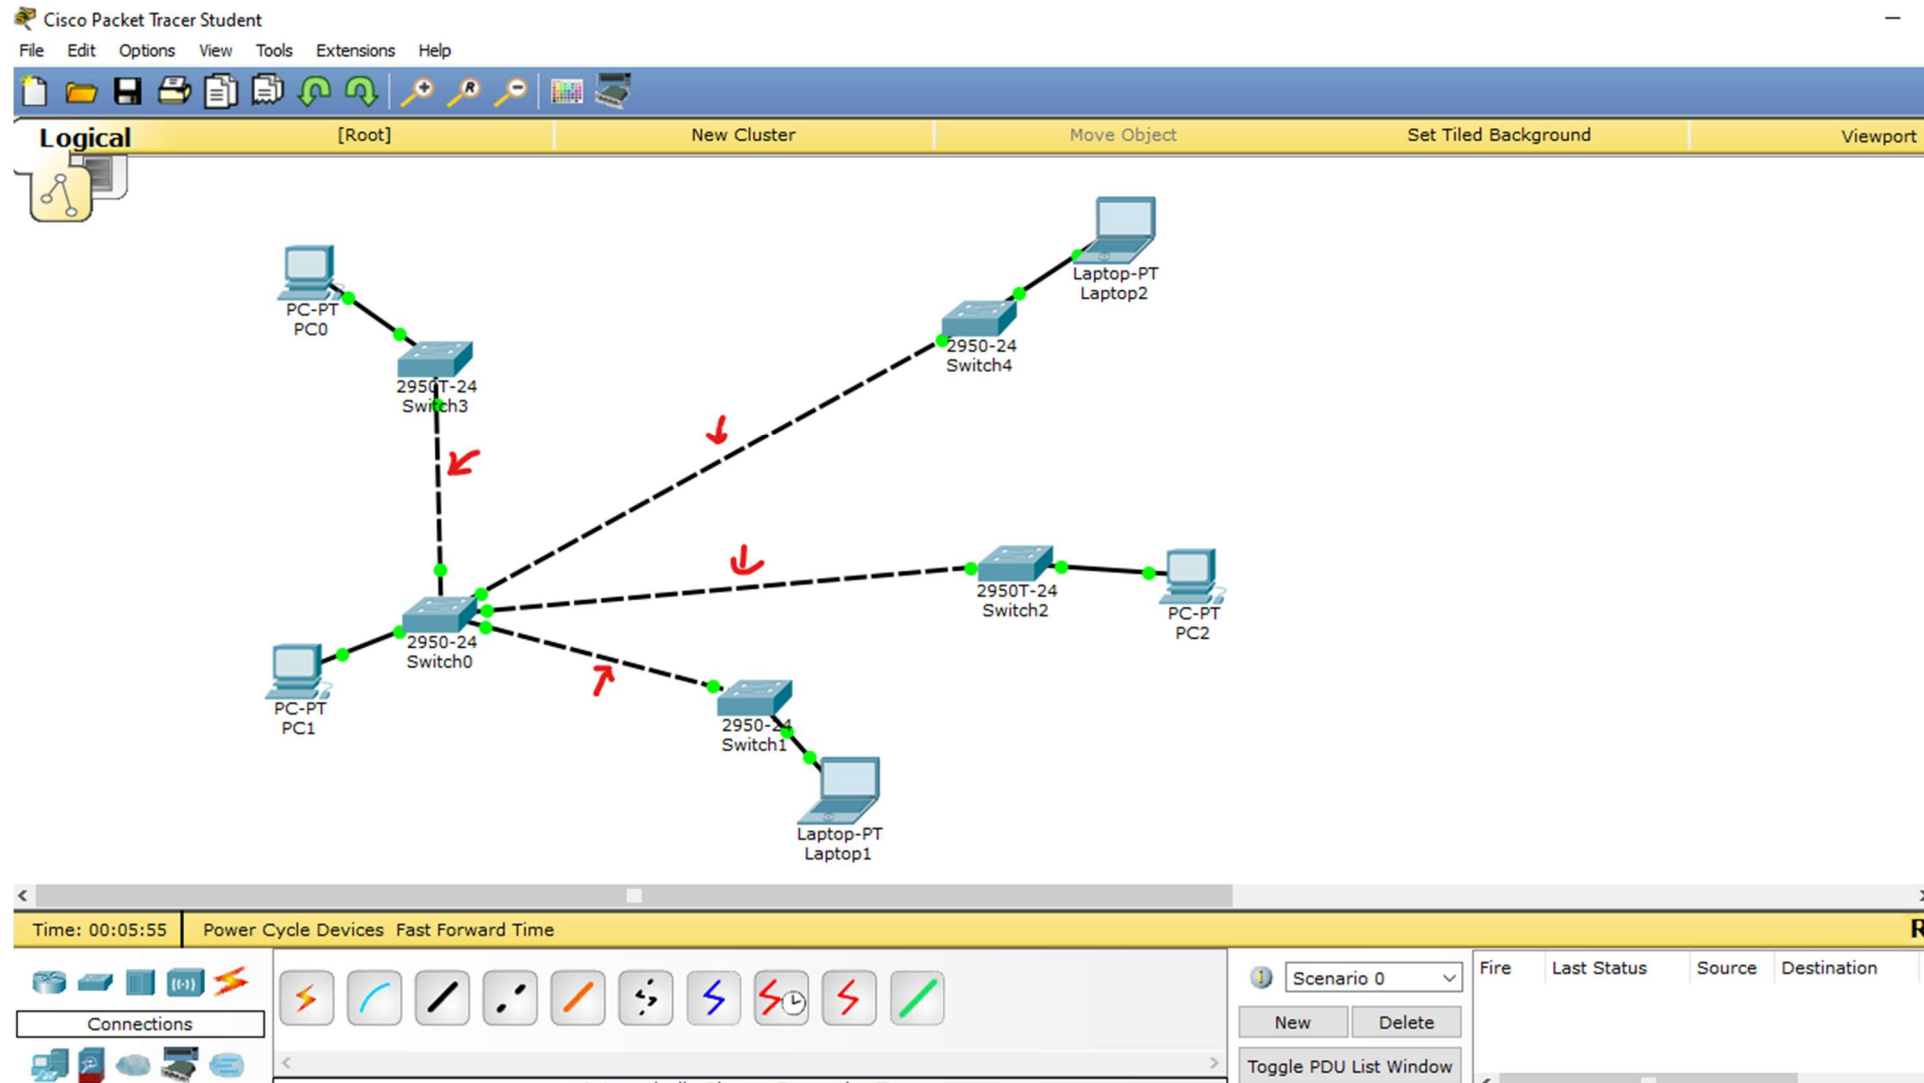 Cisco Packet Tracer Student
File Edit Options View Tools Extensions Help
R
Logical [Root] New Cluster Move Object Set Tiled Background Viewport
Laptop-PT
Laptop2
PC-PT
PC0
2950-24
Switch4
2950T-24
Switch3
2950T-24
Switch2
PC-PT
PC2
2950-24
Switch0
PC-PT
PC1
2950-24
Switch1
Laptop-PT
Laptop1
Time: 00:05:55 Power Cycle Devices Fast Forward Time R
Scenario 0 Fire Last Status Source Destination
Connections New Delete
Toggle PDU List Window